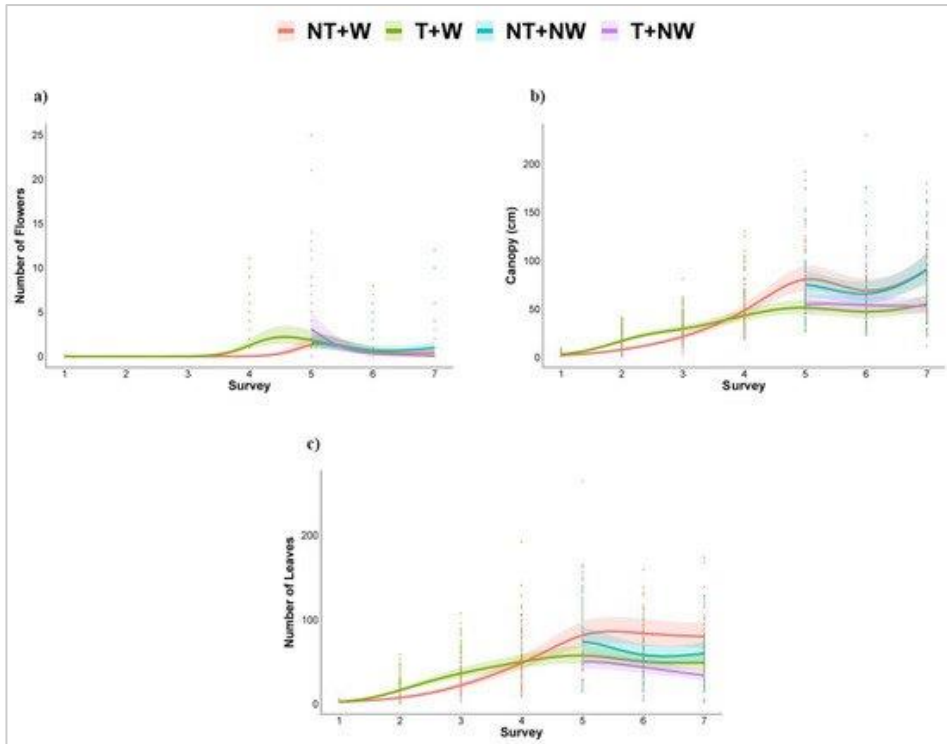 NT+W T+W NT+NW T+NW
a)
25
20
15
10
5
0
Number of Flowers
1 2 3 4 5 6 7
Survey
b)
200
150
100
50
0
Canopy (cm)
1 2 3 4 5 6 7
Survey
c)
200
100
0
Number of Leaves
1 2 3 4 5 6 7
Survey